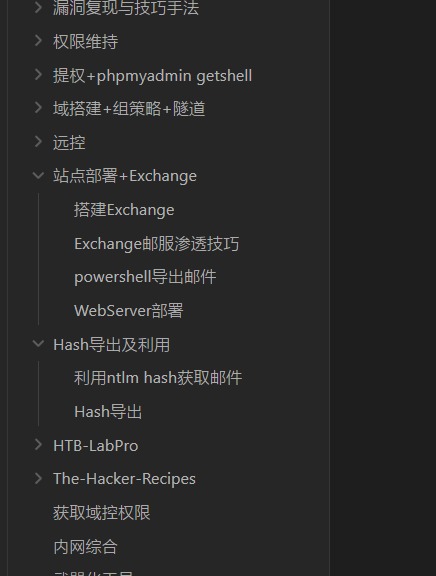 漏洞复现与技巧手法
权限维持
提权+phpmyadmin getshell
域搭建+组策略+隧道
远控
站点部署+Exchange
搭建Exchange
Exchange邮服渗透技巧
powershell导出邮件
WebServer部署
Hash导出及利用
利用ntlm hash获取邮件
Hash导出
HTB-LabPro
The-Hacker-Recipes
获取域控权限
内网综合